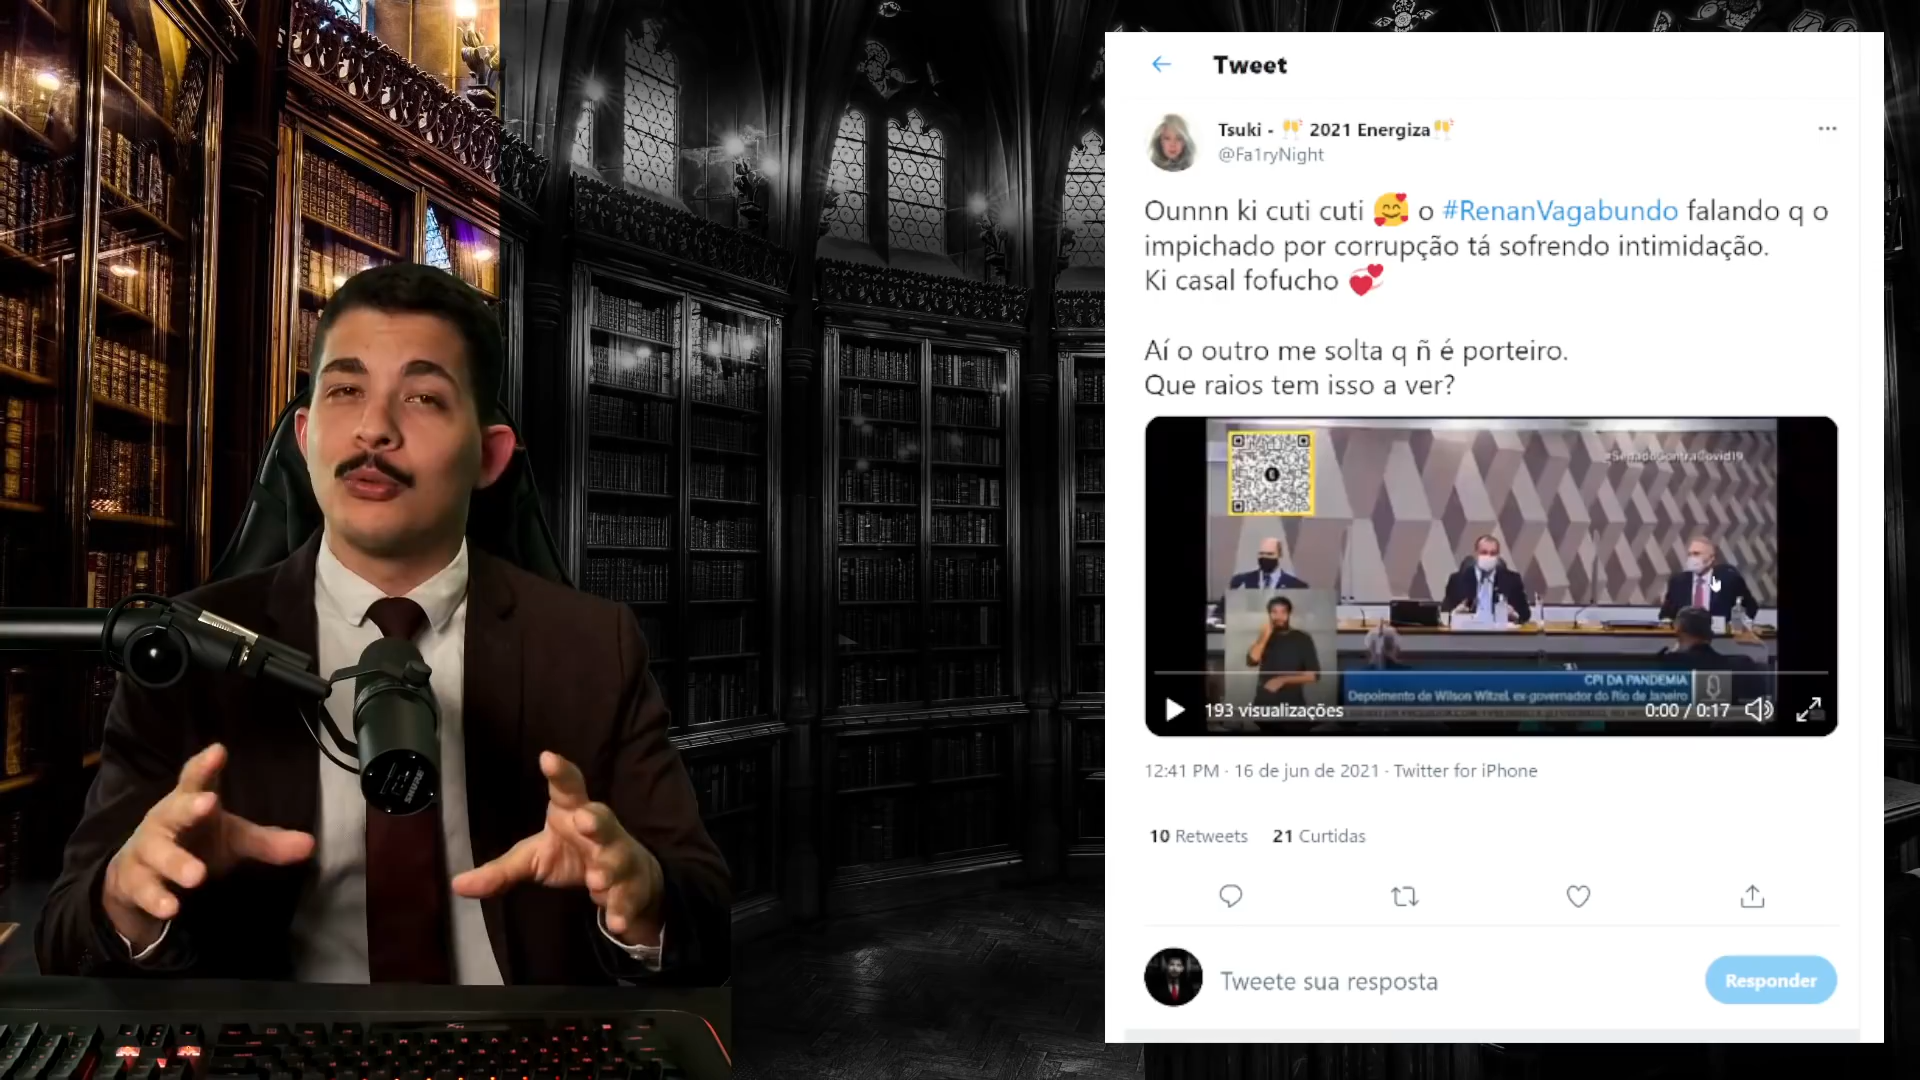 Tweet
Tsuki - 🥂 2021 Energiza🥂
@Fa1ryNight
Ounnn ki cuti cuti 🥰 o #RenanVagabundo falando q o
impichado por corrupção tá sofrendo intimidação.
Ki casal fofucho 💞
Aí o outro me solta q ñ é porteiro.
Que raios tem isso a ver?
#SenadoContraCovid19
CPI DA PANDEMIA
Depoimento de Wilson Witzel, ex-governador do Rio de Janeiro
193 visualizações
0:00 / 0:17
12:41 PM · 16 de jun de 2021 · Twitter for iPhone
10 Retweets 21 Curtidas
Tweete sua resposta
Responder
SHURE